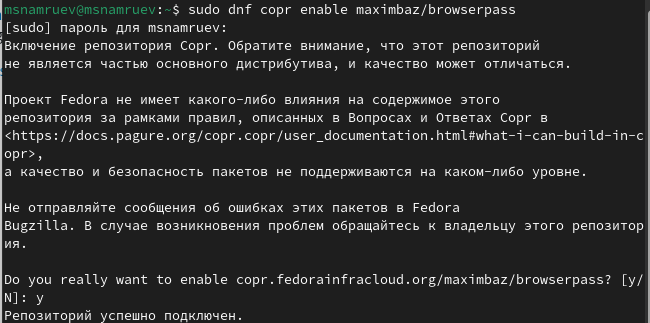 msnamruev@msnamruev:~$ sudo dnf copr enable maximbaz/browserpass
[sudo] пароль для msnamruev:
Включение репозитория Copr. Обратите внимание, что этот репозиторий
не является частью основного дистрибутива, и качество может отличаться.
Проект Fedora не имеет какого-либо влияния на содержимое этого
репозитория за рамками правил, описанных в Вопросах и Ответах Copr в
<https://docs.pagure.org/copr.copr/user_documentation.html#what-i-can-build-in-c
opr>,
а качество и безопасность пакетов не поддерживаются на каком-либо уровне.
Не отправляйте сообщения об ошибках этих пакетов в Fedora
Bugzilla. В случае возникновения проблем обращайтесь к владельцу этого репозитор
ия.
Do you really want to enable copr.fedorainfracloud.org/maximbaz/browserpass? [y/
N]: y
Репозиторий успешно подключен.